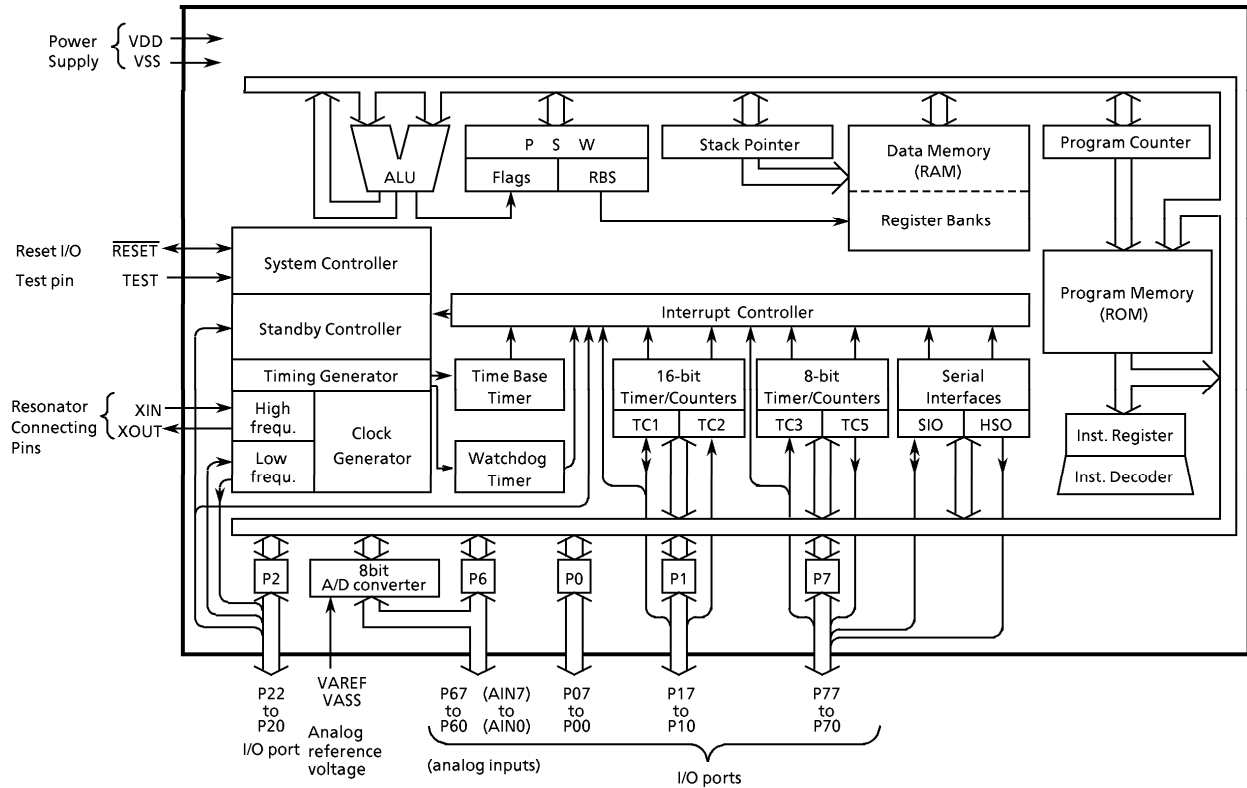 Power
Supply
VDD
VSS
P S W
Flags
RBS
ALU
Stack Pointer
Data Memory
(RAM)
Register Banks
Program Counter
Reset I/O
RESET
Test pin
TEST
System Controller
Standby Controller
Timing Generator
High
frequ.
Low
frequ.
Clock
Generator
Interrupt Controller
Program Memory
(ROM)
Time Base
Timer
Watchdog
Timer
16-bit
Timer/Counters
TC1
TC2
8-bit
Timer/Counters
TC3
TC5
Serial
Interfaces
SIO
HSO
Inst. Register
Inst. Decoder
Resonator
Connecting
Pins
XIN
XOUT
P2
8bit
A/D converter
P6
P0
P1
P7
P22
to
P20
I/O port
VAREF
VASS
Analog
reference
voltage
P67
to
P60
(AIN7)
to
(AIN0)
(analog inputs)
P07
to
P00
P17
to
P10
P77
to
P70
I/O ports